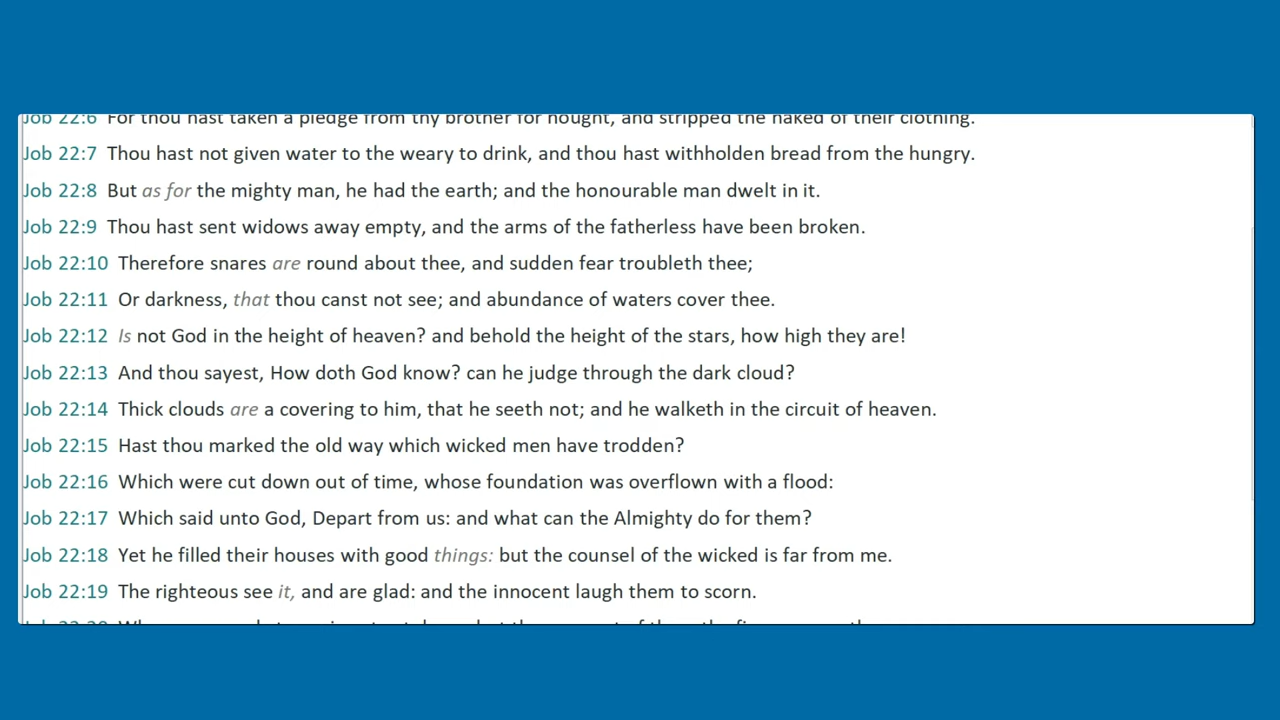 Job 22:6 For thou hast taken a pledge from thy brother for nought, and stripped the naked of their clothing.
Job 22:7 Thou hast not given water to the weary to drink, and thou hast withholden bread from the hungry.
Job 22:8 But as for the mighty man, he had the earth; and the honourable man dwelt in it.
Job 22:9 Thou hast sent widows away empty, and the arms of the fatherless have been broken.
Job 22:10 Therefore snares are round about thee, and sudden fear troubleth thee;
Job 22:11 Or darkness, that thou canst not see; and abundance of waters cover thee.
Job 22:12 Is not God in the height of heaven? and behold the height of the stars, how high they are!
Job 22:13 And thou sayest, How doth God know? can he judge through the dark cloud?
Job 22:14 Thick clouds are a covering to him, that he seeth not; and he walketh in the circuit of heaven.
Job 22:15 Hast thou marked the old way which wicked men have trodden?
Job 22:16 Which were cut down out of time, whose foundation was overflown with a flood:
Job 22:17 Which said unto God, Depart from us: and what can the Almighty do for them?
Job 22:18 Yet he filled their houses with good things: but the counsel of the wicked is far from me.
Job 22:19 The righteous see it, and are glad: and the innocent laugh them to scorn.